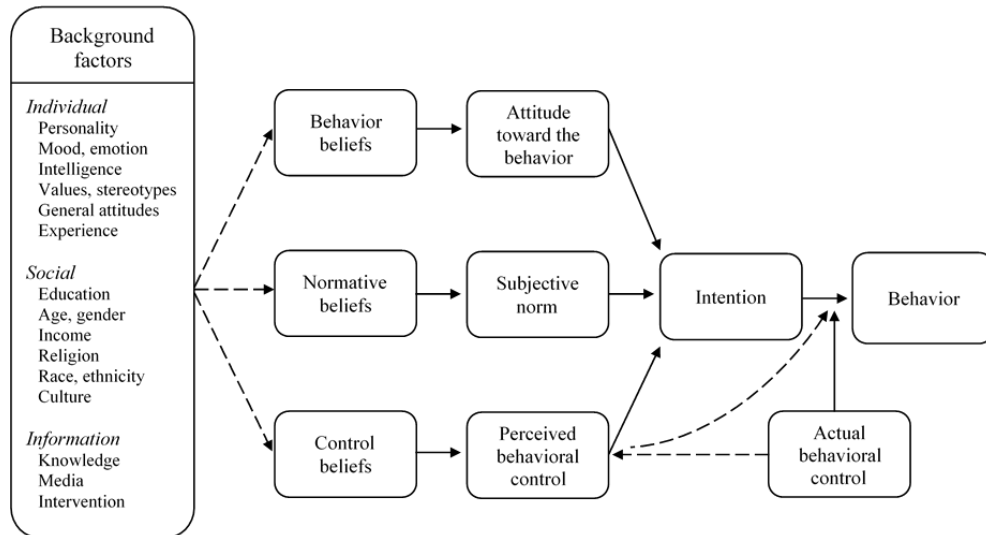 Background
factors
Individual
Personality
Mood, emotion
Intelligence
Values, stereotypes
General attitudes
Experience
Social
Education
Age, gender
Income
Religion
Race, ethnicity
Culture
Information
Knowledge
Media
Intervention
Behavior
beliefs
Attitude
toward the
behavior
Normative
beliefs
Subjective
norm
Intention
Behavior
Control
beliefs
Perceived
behavioral
control
Actual
behavioral
control